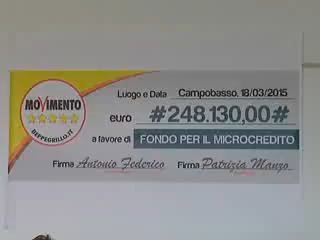 MOVIMENTO
BEPPEGRILLO.IT
Luogo e Data Campobasso, 18/03/2015
euro #248.130,00#
a favore di FONDO PER IL MICROCREDITO
Firma Antonio Federico Firma Patrizia Manzo